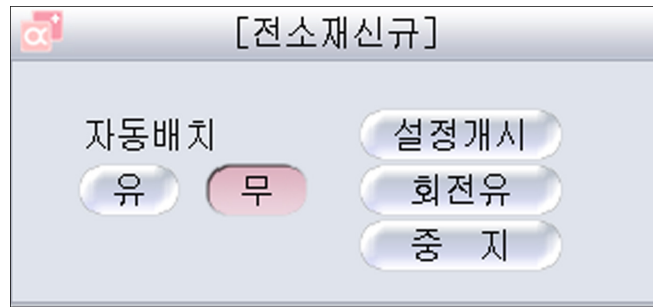 α+
[전소재신규]
자동배치
유 무
설정개시
회전유
중 지